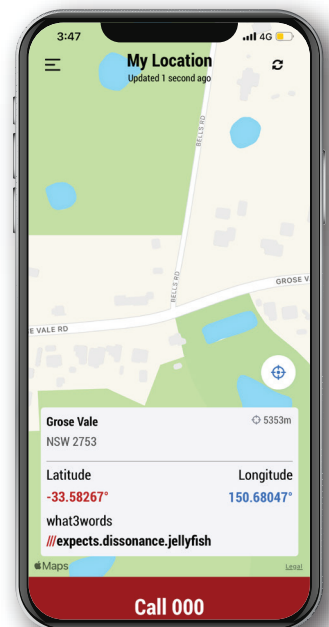 3:47
4G
My Location
Updated 1 second ago
BELLS RD
GROSE V
BELLS RD
E VALE RD
Grose Vale
5353m
NSW 2753
Latitude
Longitude
-33.58267°
150.68047°
what3words
///expects.dissonance.jellyfish
Maps
Legal
Call 000